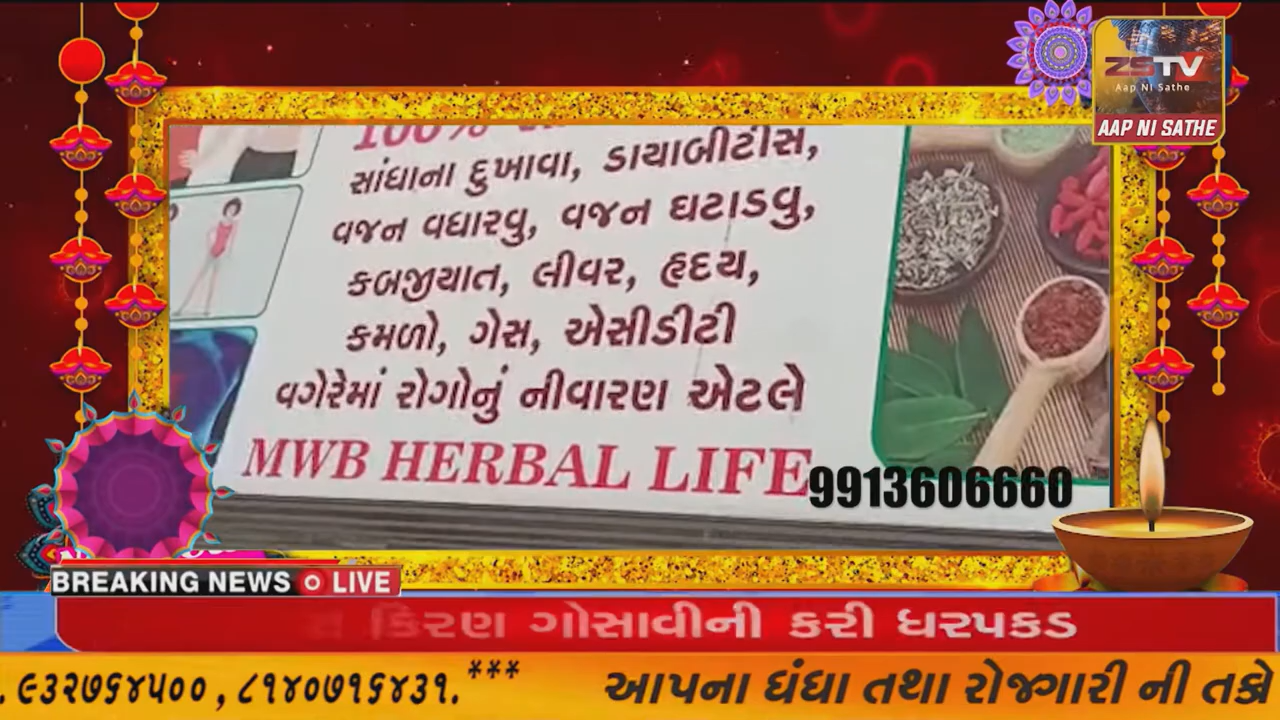 ZSTV
Aap Ni Sathe
AAP NI SATHE
100%
સાંધાના દુખાવા, ડાયાબીટીસ,
વજન વધારવુ, વજન ઘટાડવુ,
કબજીયાત, લીવર, હૃદય,
કમળો, ગેસ, એસીડીટી
વગેરેમાં રોગોનું નીવારણ એટલે
MWB HERBAL LIFE
9913606660
BREAKING NEWS LIVE
કિરણ ગોસાવીની કરી ધરપકડ
. ૯૩૨૭૬૪૫૦૦, ૮૧૪૦૭૧૬૪૩૧.*** આપના ધંધા તથા રોજગારી ની તકો